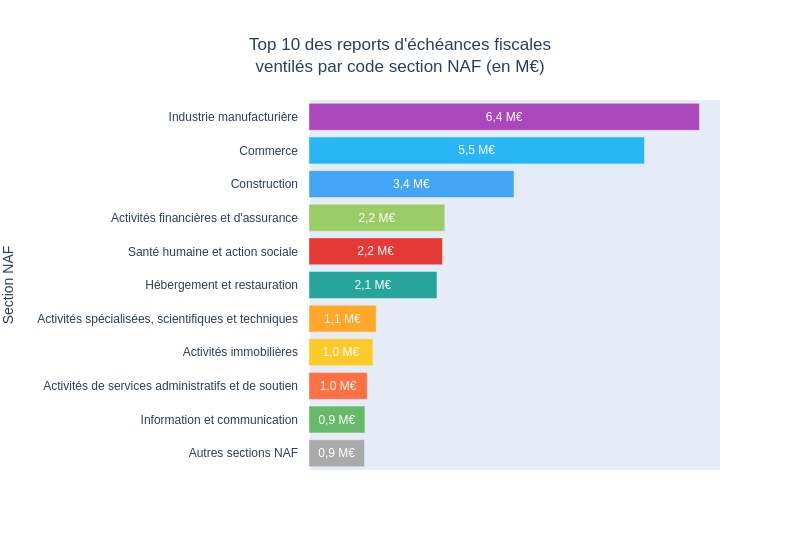 Top 10 des reports d'échéances fiscales
ventilés par code section NAF (en M€)
Section NAF
Industrie manufacturière 6,4 M€
Commerce 5,5 M€
Construction 3,4 M€
Activités financières et d'assurance 2,2 M€
Santé humaine et action sociale 2,2 M€
Hébergement et restauration 2,1 M€
Activités spécialisées, scientifiques et techniques 1,1 M€
Activités immobilières 1,0 M€
Activités de services administratifs et de soutien 1,0 M€
Information et communication 0,9 M€
Autres sections NAF 0,9 M€